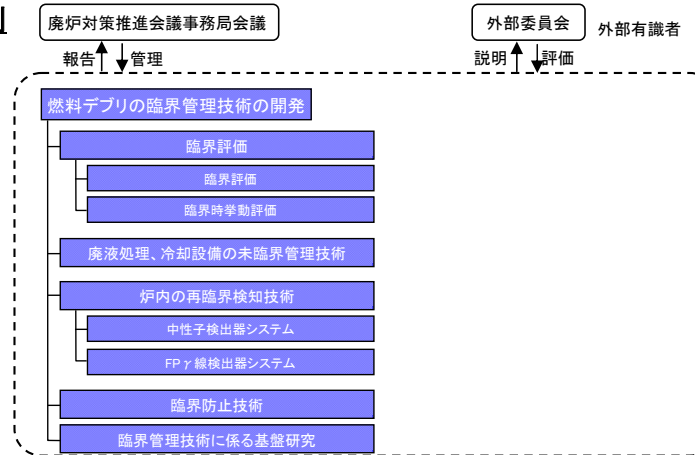 廃炉対策推進会議事務局会議
外部委員会
外部有識者
報告
管理
説明
評価
燃料デブリの臨界管理技術の開発
臨界評価
臨界評価
臨界時挙動評価
廃液処理、冷却設備の未臨界管理技術
炉内の再臨界検知技術
中性子検出器システム
FPγ線検出器システム
臨界防止技術
臨界管理技術に係る基盤研究